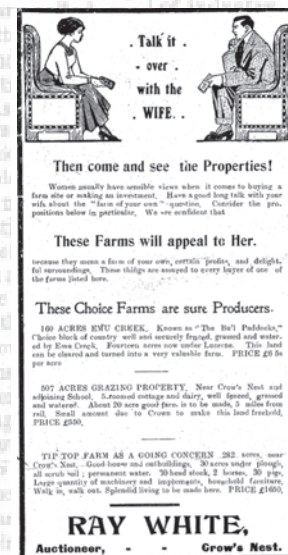 . Talk it .
- over .
with the
. WIFE. .
Then come and see the Properties!
Women usually have sensible views when it comes to buying a
farm site or making an investment. Have a good long talk with your
wife about the "farm of your own" question. Consider the pro-
positions below in particular. We are confident that
These Farms will appeal to Her.
because they mean a farm of your own, certain profits, and delight-
ful surroundings. These things are assured to every buyer of one of
the farms listed here.
These Choice Farms are sure Producers.
160 ACRES EMU CREEK. Known as "The Bull Paddocks,"
Choice block of country well and securely fenced, grassed and water-
ed by Emu Creek. Fourteen acres now under Lucerne. This land
can be cleared and turned into a very valuable farm. PRICE £6 5s
per acre
507 ACRES GRAZING PROPERTY. Near Crow's Nest and
adjoining School. 5-roomed cottage and dairy, well fenced, grassed
and watered. About 20 acre good farm is to be made, 5 miles from
rail. Small amount due to Crown to make this land freehold.
PRICE £550.
TIP TOP FARM AS A GOING CONCERN 282 acres, near
Crow's Nest. Good house and outbuildings, 30 acres under plough,
all scrub soil; permanent water. 70 head stock, 2 horses, 30 pigs,
Large quantity of machinery and implements, household furniture,
Walk in, walk out. Splendid living to be made here. PRICE £1650.
RAY WHITE,
Auctioneer, - - Crow's Nest.